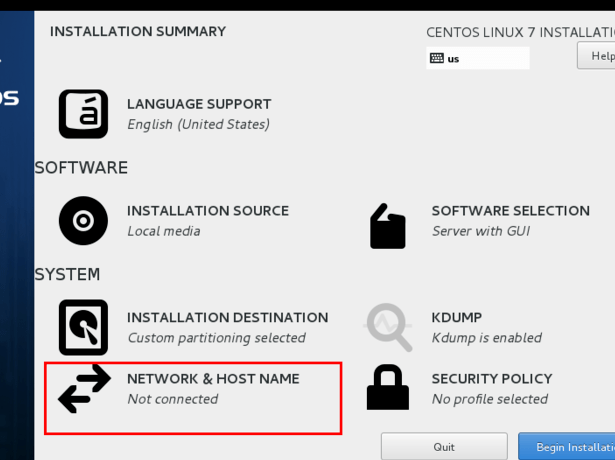 INSTALLATION SUMMARY
CENTOS LINUX 7 INSTALLATIO
us
Help
á
LANGUAGE SUPPORT
English (United States)
OS
SOFTWARE
INSTALLATION SOURCE
Local media
SOFTWARE SELECTION
Server with GUI
SYSTEM
INSTALLATION DESTINATION
Custom partitioning selected
KDUMP
Kdump is enabled
NETWORK & HOST NAME
Not connected
SECURITY POLICY
No profile selected
Quit
Begin Installatio